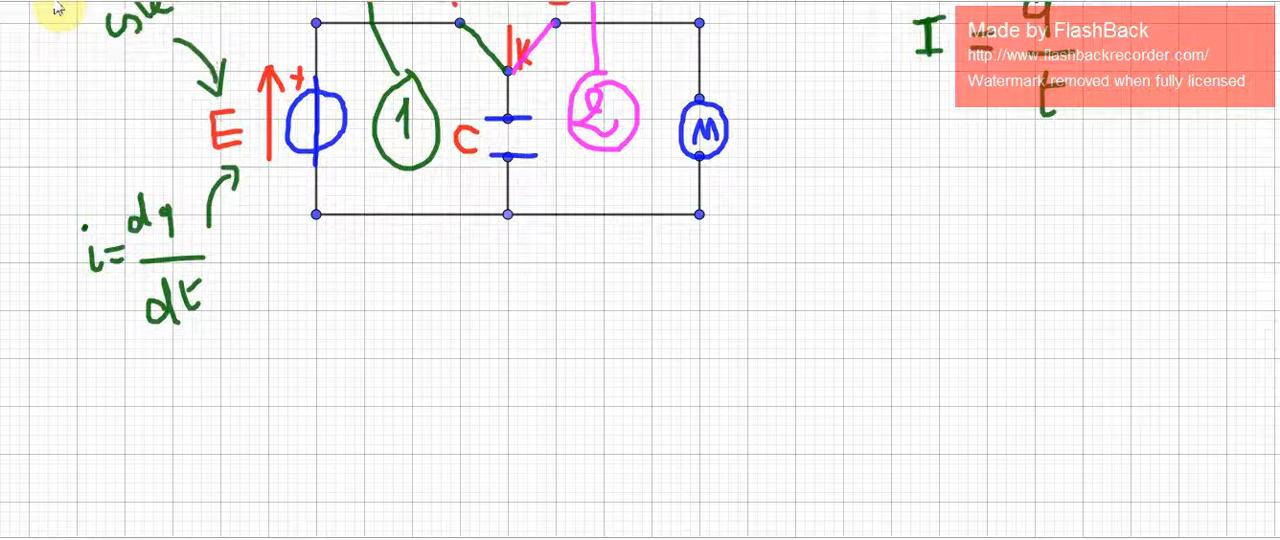 I = q
t
Made by FlashBack
http://www.flashbackrecorder.com/
Watermark removed when fully licensed
K
+
E
1
C
2
M
i = dq
dt